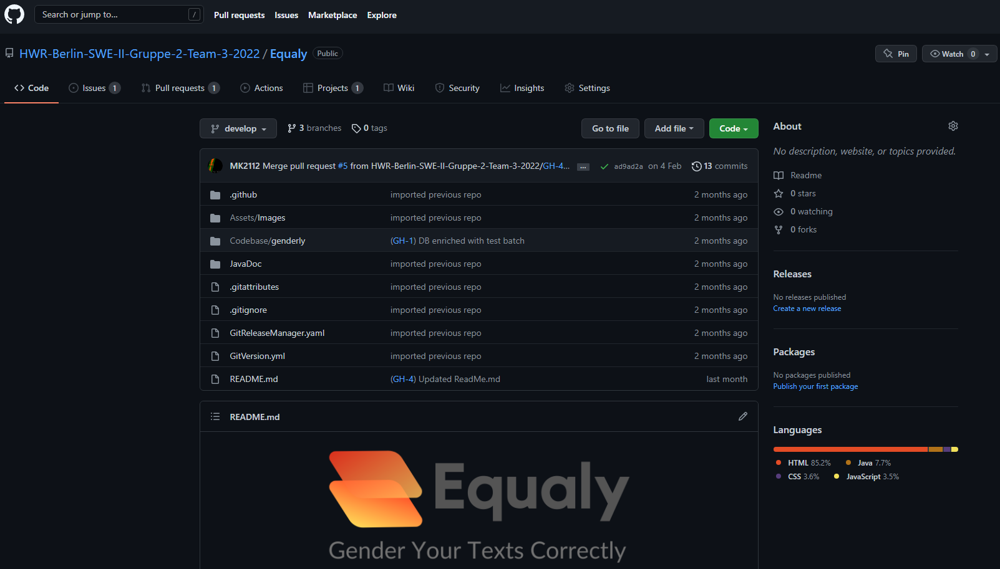 Search or jump to... /
Pull requests Issues Marketplace Explore
HWR-Berlin-SWE-II-Gruppe-2-Team-3-2022 / Equaly Public
Pin Watch 0
Code Issues 1 Pull requests 1 Actions Projects 1 Wiki Security Insights Settings
develop 3 branches 0 tags
Go to file Add file Code
MK2112 Merge pull request #5 from HWR-Berlin-SWE-II-Gruppe-2-Team-3-2022/GH-4... ... ad9ad2a on 4 Feb 13 commits
.github imported previous repo 2 months ago
Assets/Images imported previous repo 2 months ago
Codebase/genderly (GH-1) DB enriched with test batch 2 months ago
JavaDoc imported previous repo 2 months ago
.gitattributes imported previous repo 2 months ago
.gitignore imported previous repo 2 months ago
GitReleaseManager.yaml imported previous repo 2 months ago
GitVersion.yml imported previous repo 2 months ago
README.md (GH-4) Updated ReadMe.md last month
README.md
Equaly
Gender Your Texts Correctly
About
No description, website, or topics provided.
Readme
0 stars
0 watching
0 forks
Releases
No releases published
Create a new release
Packages
No packages published
Publish your first package
Languages
HTML 85.2% Java 7.7%
CSS 3.6% JavaScript 3.5%